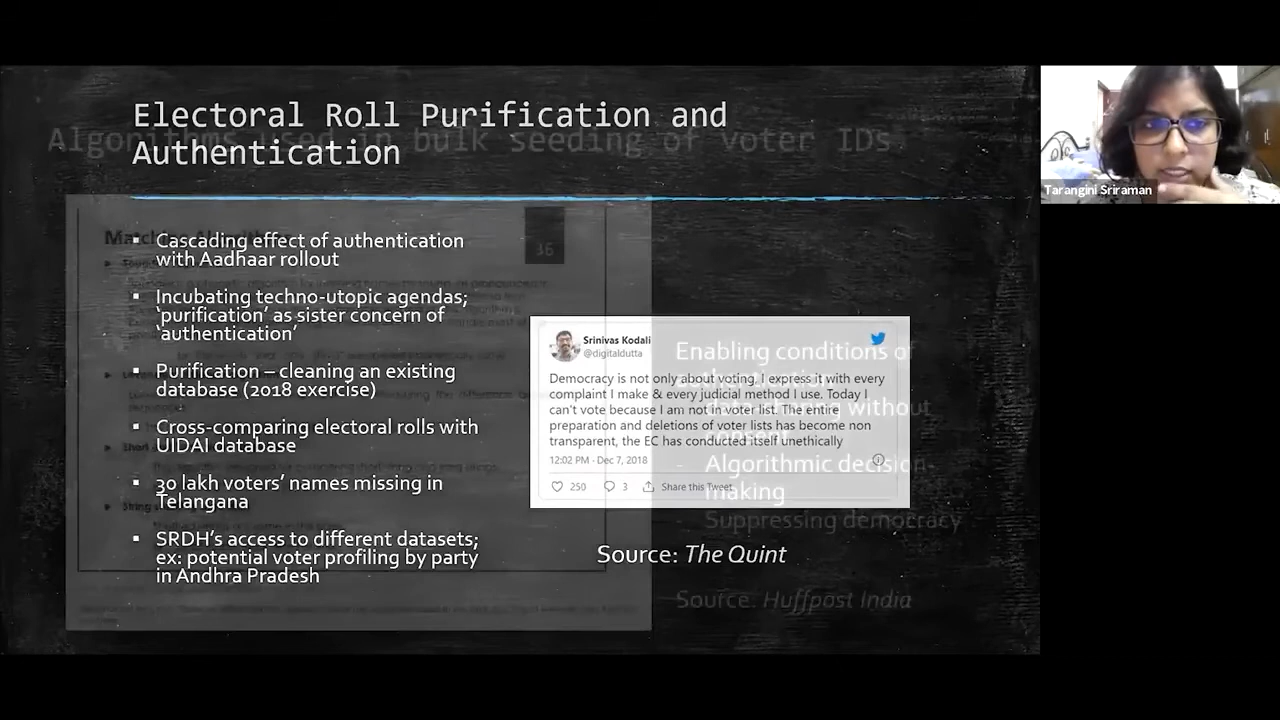 Electoral Roll Purification and
Authentication
Algorithms used in bulk seeding of voter IDs
▪ Cascading effect of authentication
with Aadhaar rollout
▪ Incubating techno-utopic agendas;
‘purification’ as sister concern of
‘authentication’
▪ Purification – cleaning an existing
database (2018 exercise)
▪ Cross-comparing electoral rolls with
UIDAI database
▪ 30 lakh voters’ names missing in
Telangana
▪ SRDH’s access to different datasets;
ex: potential voter profiling by party
in Andhra Pradesh
36
Srinivas Kodali
@digitaldutta
Democracy is not only about voting. I express it with every
complaint I make & every judicial method I use. Today I
can't vote because I am not in voter list. The entire
preparation and deletions of voter lists has become non
transparent, the EC has conducted itself unethically
12:02 PM · Dec 7, 2018
250 3 Share this Tweet
Source: The Quint
Enabling conditions of
without
- Algorithmic decision-
making
Suppressing democracy
Source. Huffpost India
Tarangini Sriraman